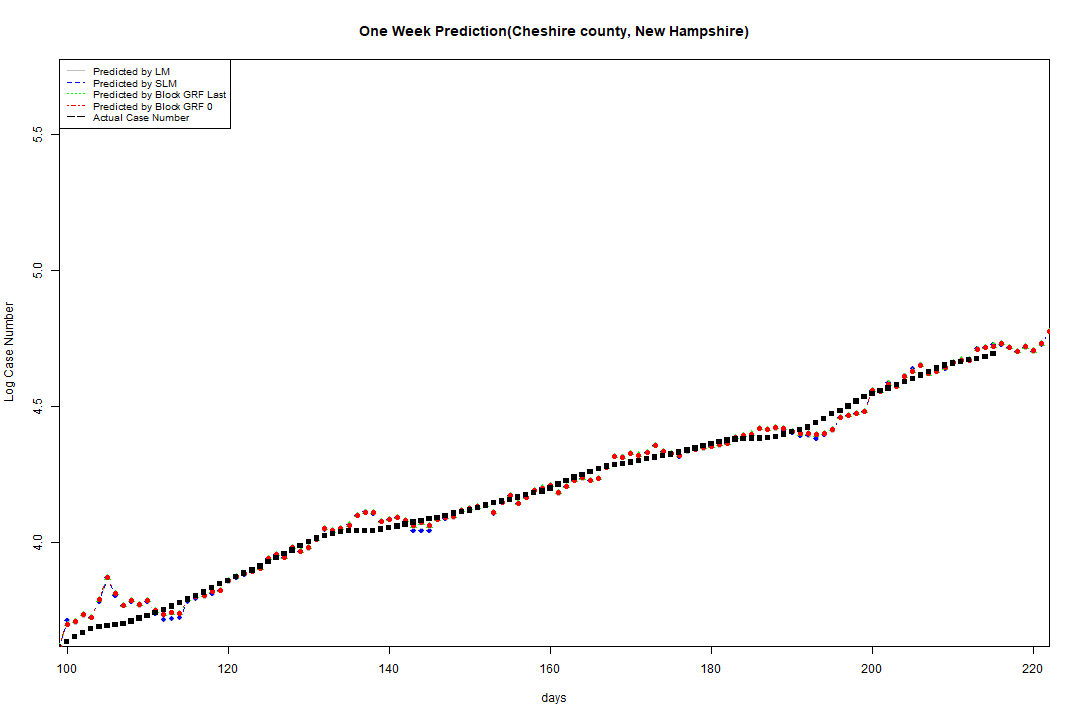 One Week Prediction(Cheshire county, New Hampshire)
Predicted by LM
Predicted by SLM
Predicted by Block GRF Last
Predicted by Block GRF 0
Actual Case Number
Log Case Number
5.5
5.0
4.5
4.0
100 120 140 160 180 200 220
days